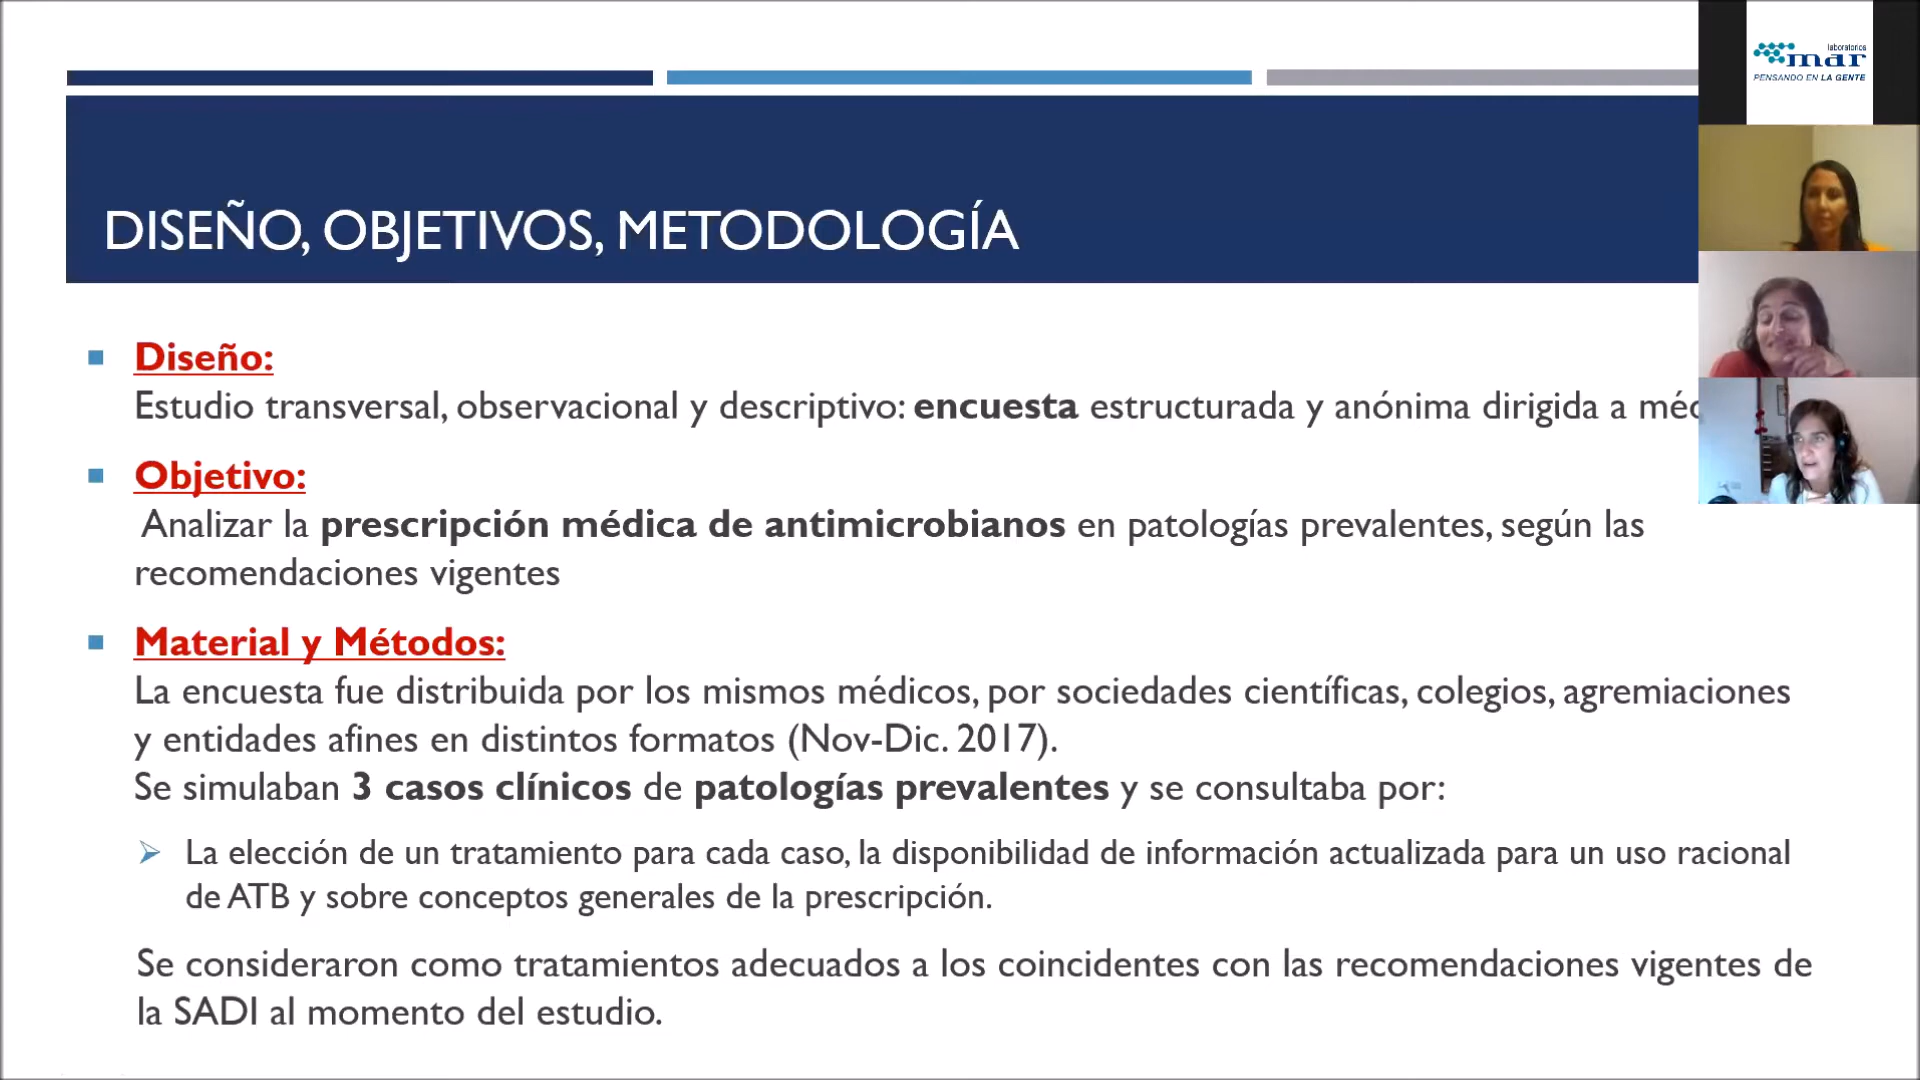 laboratorios
mar
PENSANDO EN LA GENTE
DISEÑO, OBJETIVOS, METODOLOGÍA
Diseño:
Estudio transversal, observacional y descriptivo: encuesta estructurada y anónima dirigida a
Objetivo:
Analizar la prescripción médica de antimicrobianos en patologías prevalentes, según las
recomendaciones vigentes
Material y Métodos:
La encuesta fue distribuida por los mismos médicos, por sociedades científicas, colegios, agremiaciones
y entidades afines en distintos formatos (Nov-Dic. 2017).
Se simulaban 3 casos clínicos de patologías prevalentes y se consultaba por:
La elección de un tratamiento para cada caso, la disponibilidad de información actualizada para un uso racional
de ATB y sobre conceptos generales de la prescripción.
Se consideraron como tratamientos adecuados a los coincidentes con las recomendaciones vigentes de
la SADI al momento del estudio.